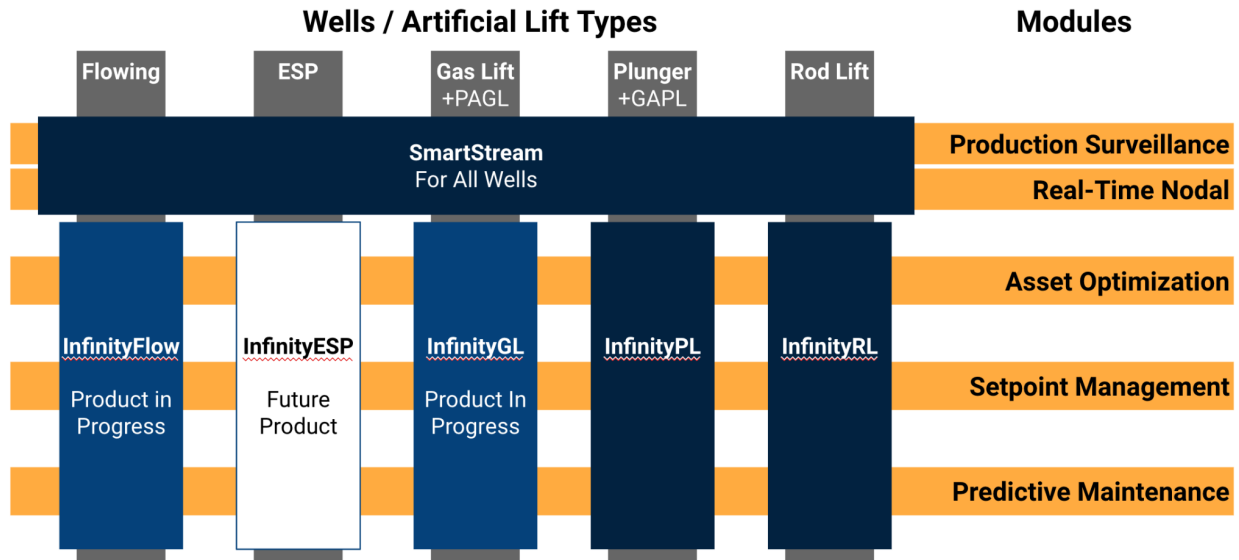 Wells / Artificial Lift Types
Modules
Flowing
ESP
Gas Lift
+PAGL
Plunger
+GAPL
Rod Lift
SmartStream
For All Wells
Production Surveillance
Real-Time Nodal
Asset Optimization
InfinityFlow
Product in
Progress
InfinityESP
Future
Product
InfinityGL
Product In
Progress
InfinityPL
InfinityRL
Setpoint Management
Predictive Maintenance